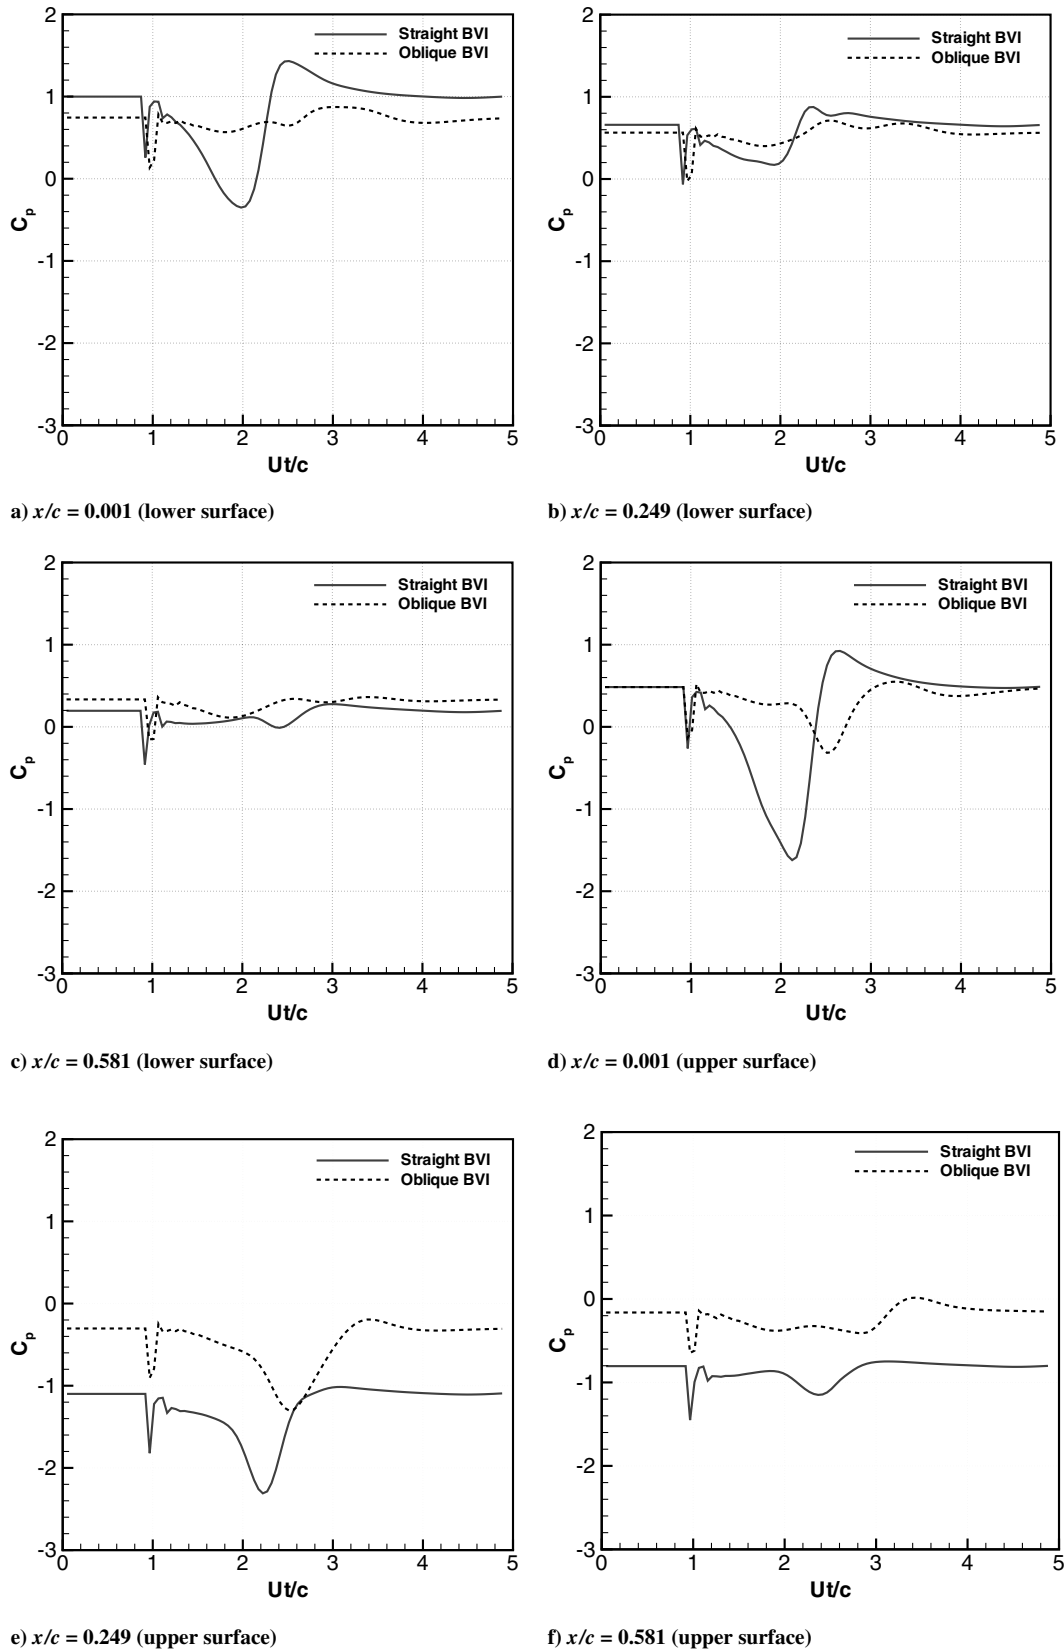 2
1
0
-1
-2
-3
C_p
Straight BVI
Oblique BVI
0 1 2 3 4 5
Ut/c
a) x/c = 0.001 (lower surface)
2
1
0
-1
-2
-3
C_p
Straight BVI
Oblique BVI
0 1 2 3 4 5
Ut/c
b) x/c = 0.249 (lower surface)
2
1
0
-1
-2
-3
C_p
Straight BVI
Oblique BVI
0 1 2 3 4 5
Ut/c
c) x/c = 0.581 (lower surface)
2
1
0
-1
-2
-3
C_p
Straight BVI
Oblique BVI
0 1 2 3 4 5
Ut/c
d) x/c = 0.001 (upper surface)
2
1
0
-1
-2
-3
C_p
Straight BVI
Oblique BVI
0 1 2 3 4 5
Ut/c
e) x/c = 0.249 (upper surface)
2
1
0
-1
-2
-3
C_p
Straight BVI
Oblique BVI
0 1 2 3 4 5
Ut/c
f) x/c = 0.581 (upper surface)